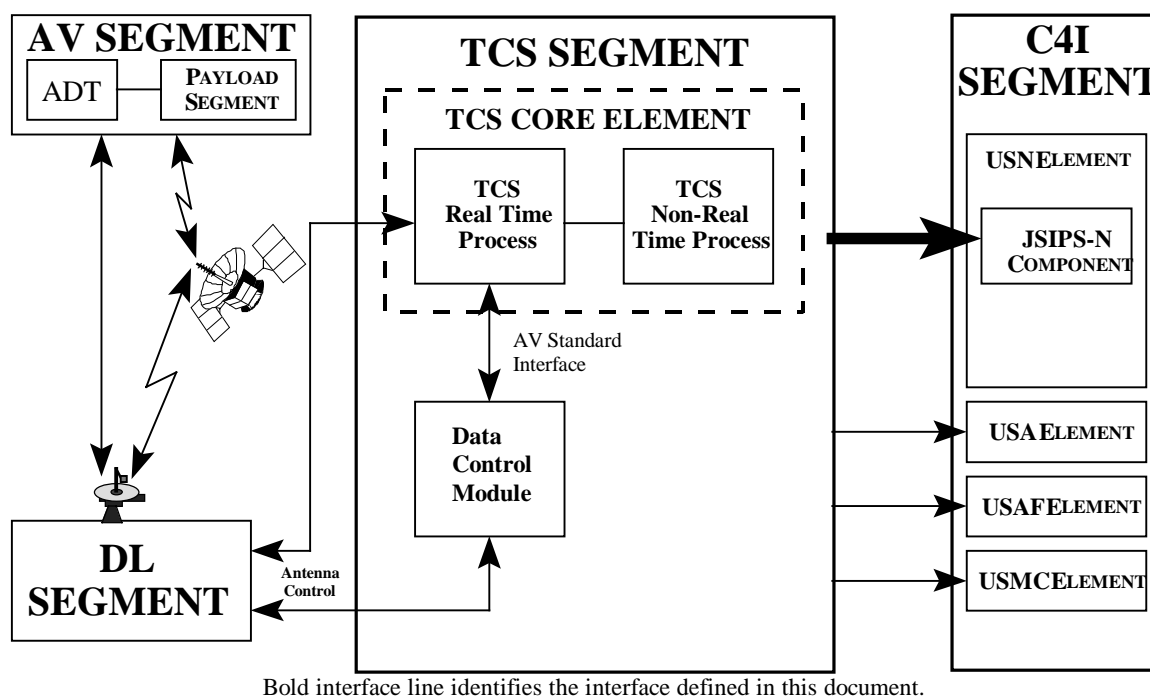 AV SEGMENT
ADT
PAYLOAD
SEGMENT
TCS SEGMENT
TCS CORE ELEMENT
TCS
Real Time
Process
TCS
Non-Real
Time Process
AV Standard
Interface
Data
Control
Module
C4I
SEGMENT
USNELEMENT
JSIPS-N
COMPONENT
USAELEMENT
USAFELEMENT
USMCELEMENT
DL
SEGMENT
Antenna
Control
Bold interface line identifies the interface defined in this document.